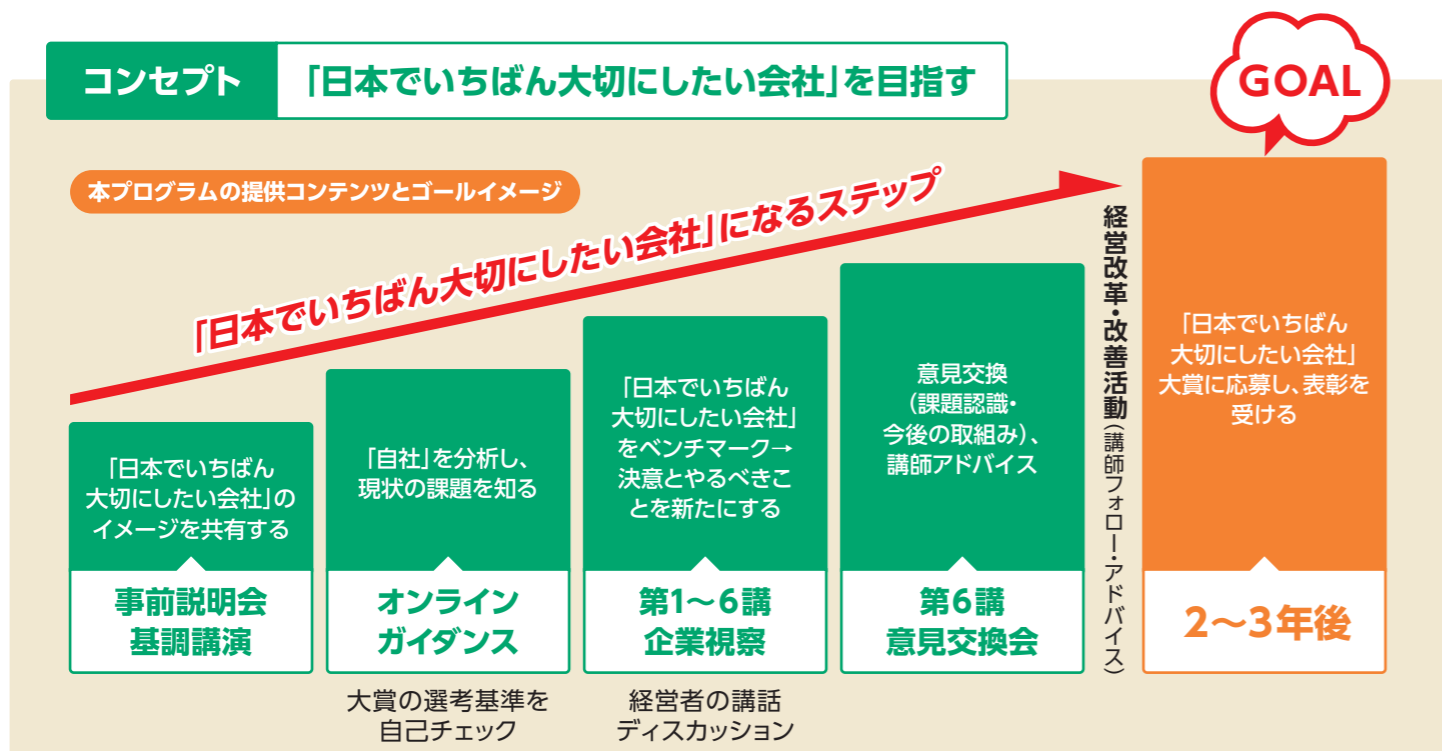 コンセプト
「日本でいちばん大切にしたい会社」を目指す
GOAL
本プログラムの提供コンテンツとゴールイメージ
「日本でいちばん大切にしたい会社」になるステップ
「日本でいちばん
大切にしたい会社」の
イメージを共有する
事前説明会
基調講演
「自社」を分析し、
現状の課題を知る
オンライン
ガイダンス
大賞の選考基準を
自己チェック
「日本でいちばん
大切にしたい会社」
をベンチマーク→
決意とやるべきこ
とを新たにする
第1〜6講
企業視察
経営者の講話
ディスカッション
意見交換
(課題認識・
今後の取組み)、
講師アドバイス
第6講
意見交換会
経営改革・改善活動(講師フォロー・アドバイス)
「日本でいちばん
大切にしたい会社」
大賞に応募し、表彰を
受ける
2〜3年後